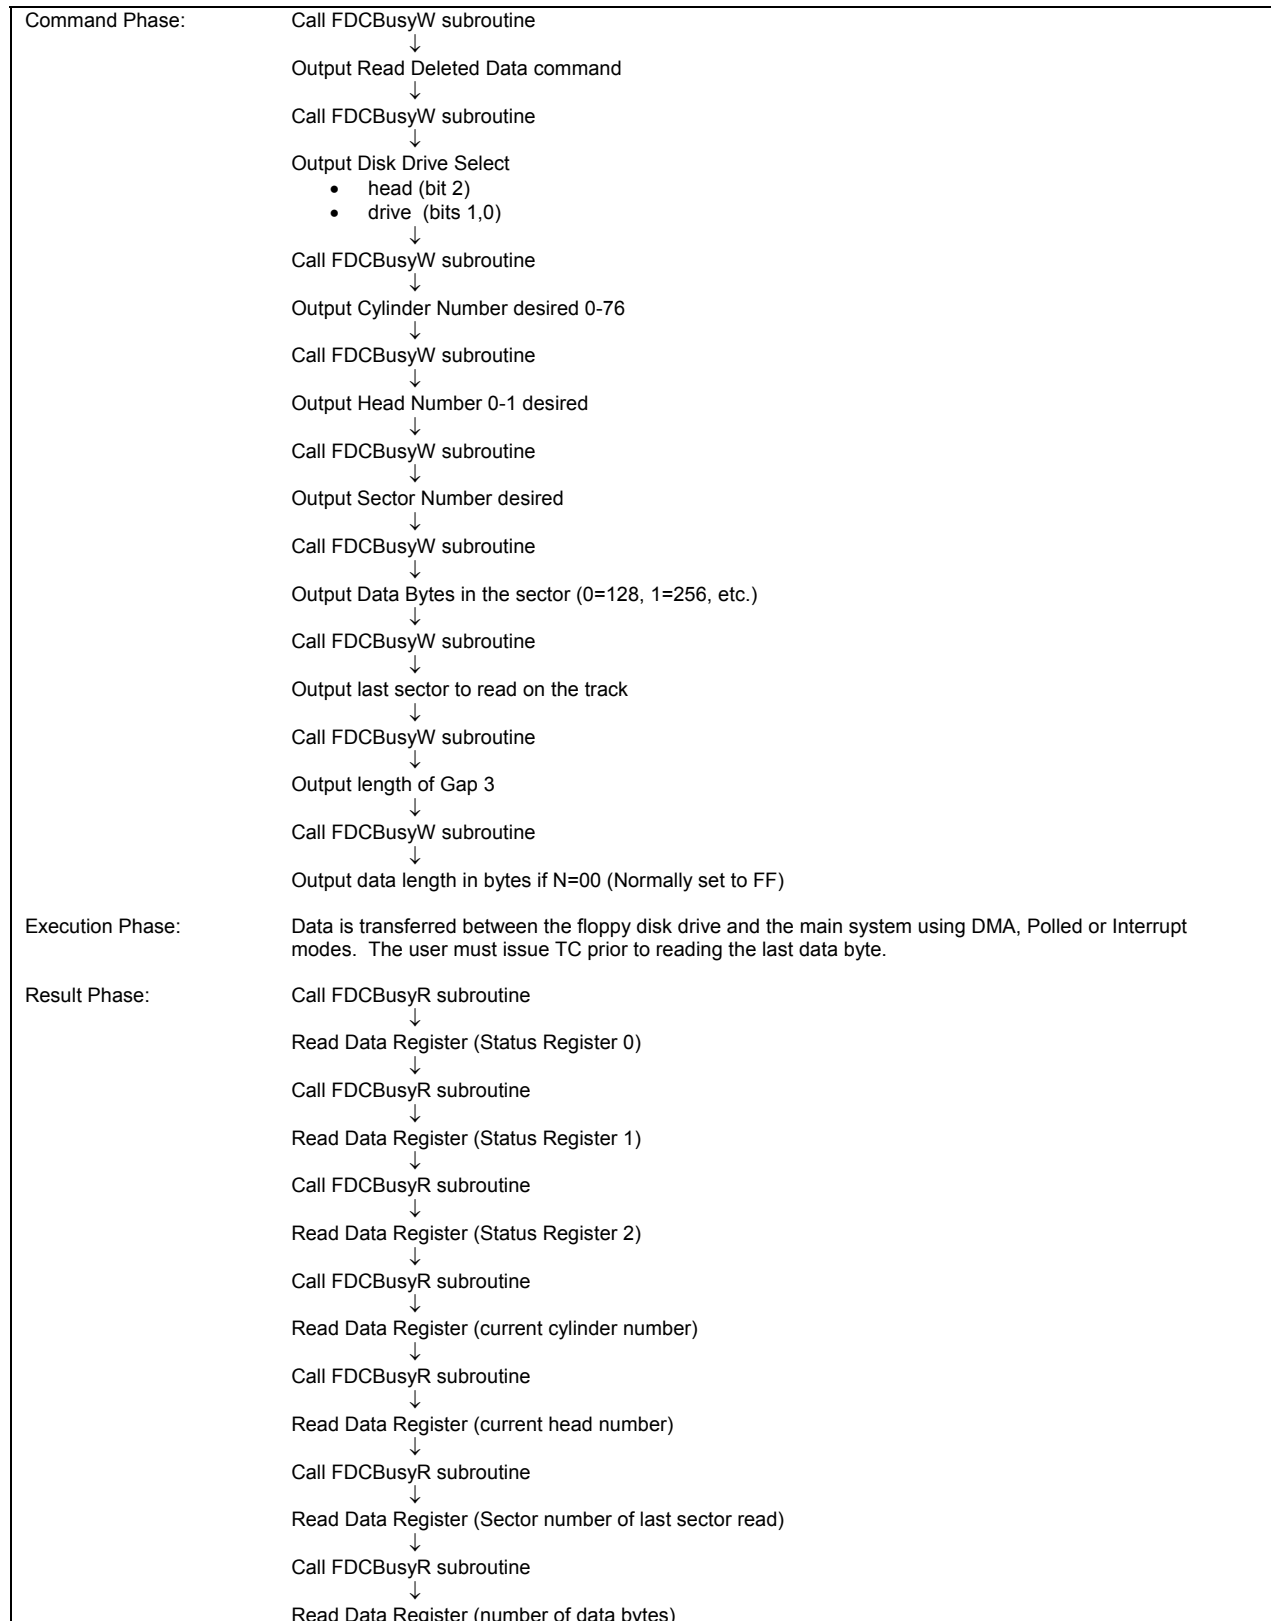 Command Phase: Call FDCBusyW subroutine
↓
Output Read Deleted Data command
↓
Call FDCBusyW subroutine
↓
Output Disk Drive Select
• head (bit 2)
• drive (bits 1,0)
↓
Call FDCBusyW subroutine
↓
Output Cylinder Number desired 0-76
↓
Call FDCBusyW subroutine
↓
Output Head Number 0-1 desired
↓
Call FDCBusyW subroutine
↓
Output Sector Number desired
↓
Call FDCBusyW subroutine
↓
Output Data Bytes in the sector (0=128, 1=256, etc.)
↓
Call FDCBusyW subroutine
↓
Output last sector to read on the track
↓
Call FDCBusyW subroutine
↓
Output length of Gap 3
↓
Call FDCBusyW subroutine
↓
Output data length in bytes if N=00 (Normally set to FF)
Execution Phase: Data is transferred between the floppy disk drive and the main system using DMA, Polled or Interrupt
modes. The user must issue TC prior to reading the last data byte.
Result Phase: Call FDCBusyR subroutine
↓
Read Data Register (Status Register 0)
↓
Call FDCBusyR subroutine
↓
Read Data Register (Status Register 1)
↓
Call FDCBusyR subroutine
↓
Read Data Register (Status Register 2)
↓
Call FDCBusyR subroutine
↓
Read Data Register (current cylinder number)
↓
Call FDCBusyR subroutine
↓
Read Data Register (current head number)
↓
Call FDCBusyR subroutine
↓
Read Data Register (Sector number of last sector read)
↓
Call FDCBusyR subroutine
↓
Read Data Register (number of data bytes)